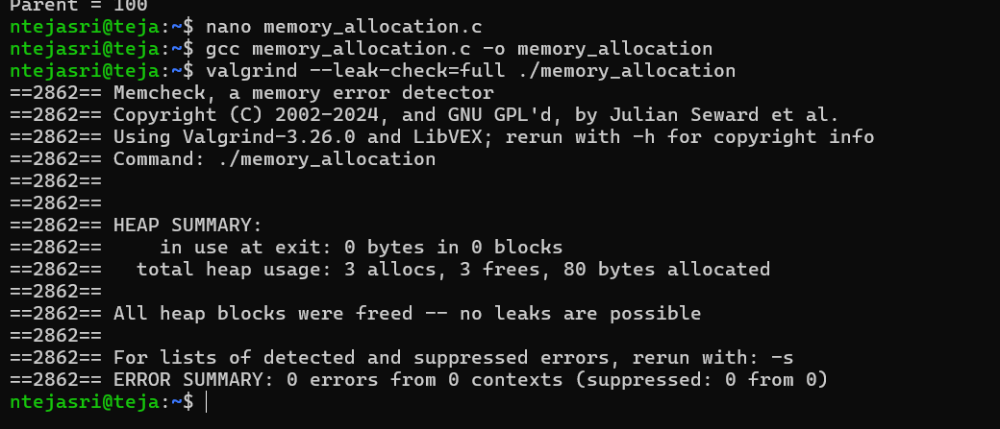 Parent = 100
ntejasri@teja:~$ nano memory_allocation.c
ntejasri@teja:~$ gcc memory_allocation.c -o memory_allocation
ntejasri@teja:~$ valgrind --leak-check=full ./memory_allocation
==2862== Memcheck, a memory error detector
==2862== Copyright (C) 2002-2024, and GNU GPL'd, by Julian Seward et al.
==2862== Using Valgrind-3.26.0 and LibVEX; rerun with -h for copyright info
==2862== Command: ./memory_allocation
==2862==
==2862==
==2862== HEAP SUMMARY:
==2862==     in use at exit: 0 bytes in 0 blocks
==2862==   total heap usage: 3 allocs, 3 frees, 80 bytes allocated
==2862==
==2862== All heap blocks were freed -- no leaks are possible
==2862==
==2862== For lists of detected and suppressed errors, rerun with: -s
==2862== ERROR SUMMARY: 0 errors from 0 contexts (suppressed: 0 from 0)
ntejasri@teja:~$